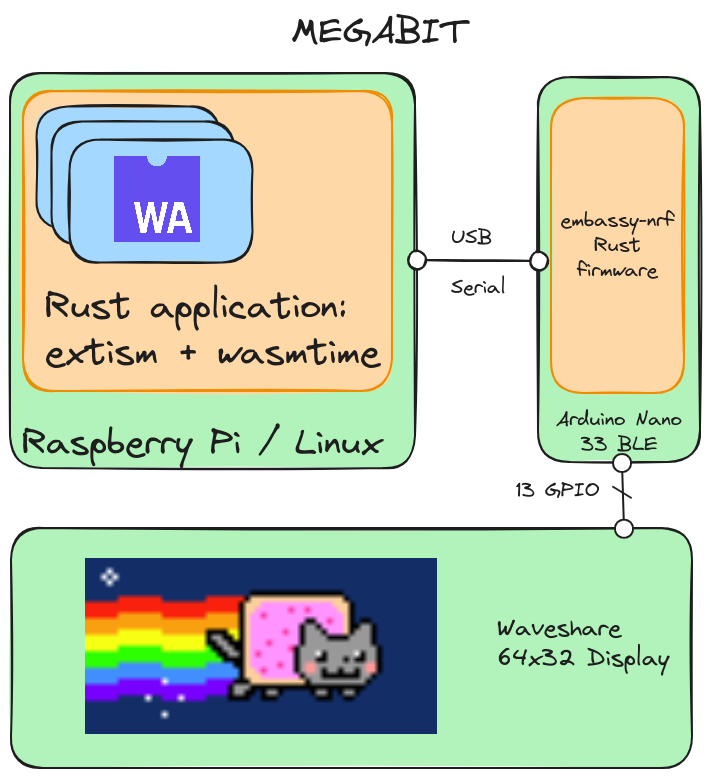 MEGABIT
WA
Rust application:
extism + wasmtime
Raspberry Pi / Linux
USB
Serial
embassy-nrf
Rust
firmware
Arduino Nano
33 BLE
13 GPIO
Waveshare
64x32 Display